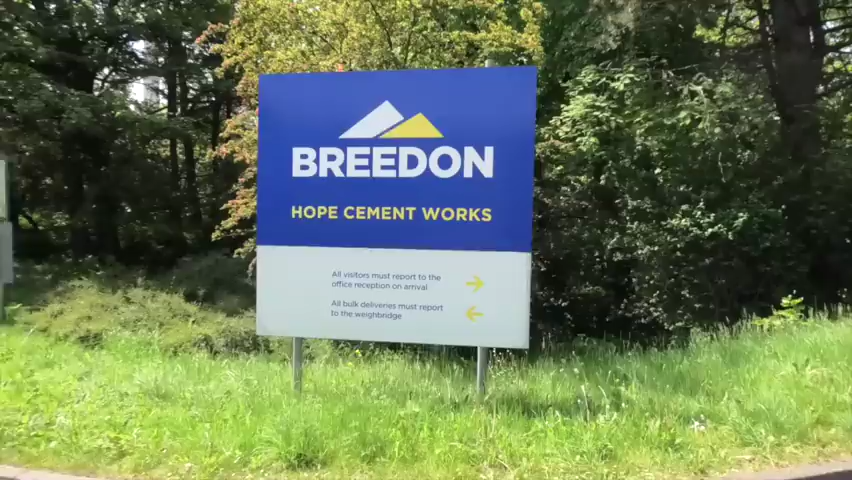 BREEDON
HOPE CEMENT WORKS
All visitors must report to the
office reception on arrival
All bulk deliveries must report
to the weighbridge